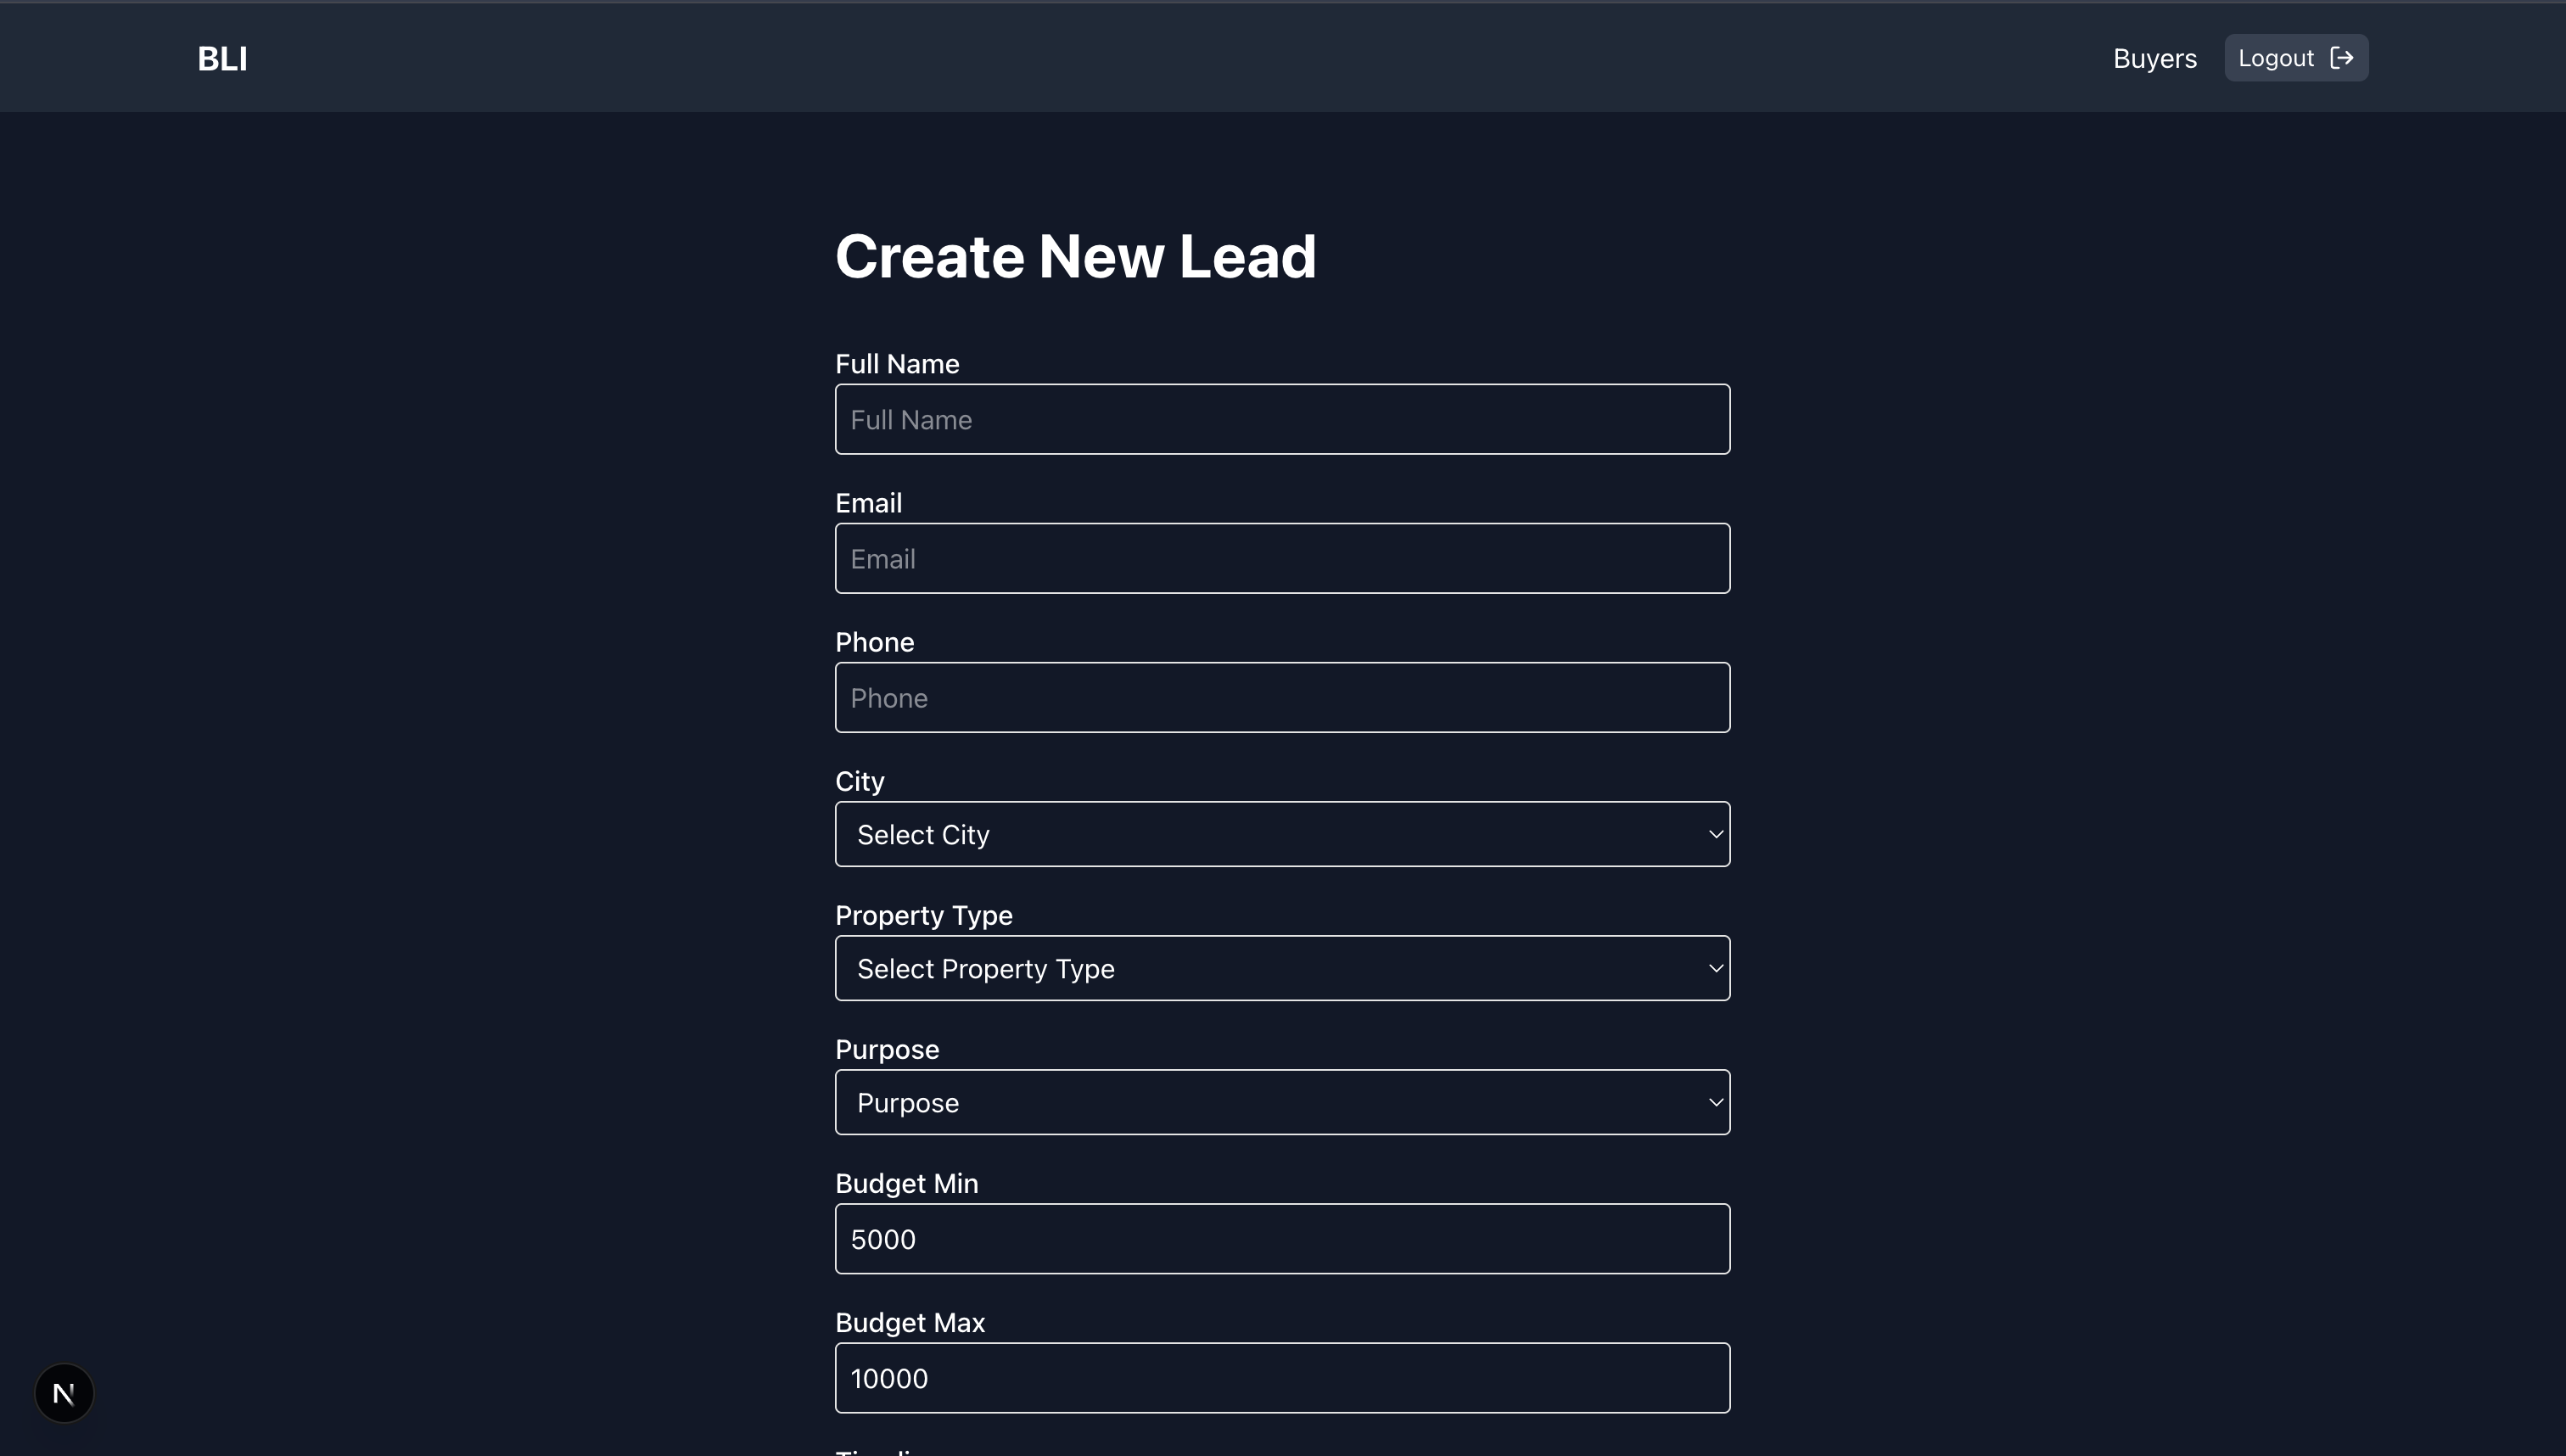 BLI
Buyers
Logout
Create New Lead
Full Name
Full Name
Email
Email
Phone
Phone
City
Select City
Property Type
Select Property Type
Purpose
Purpose
Budget Min
5000
Budget Max
10000
N